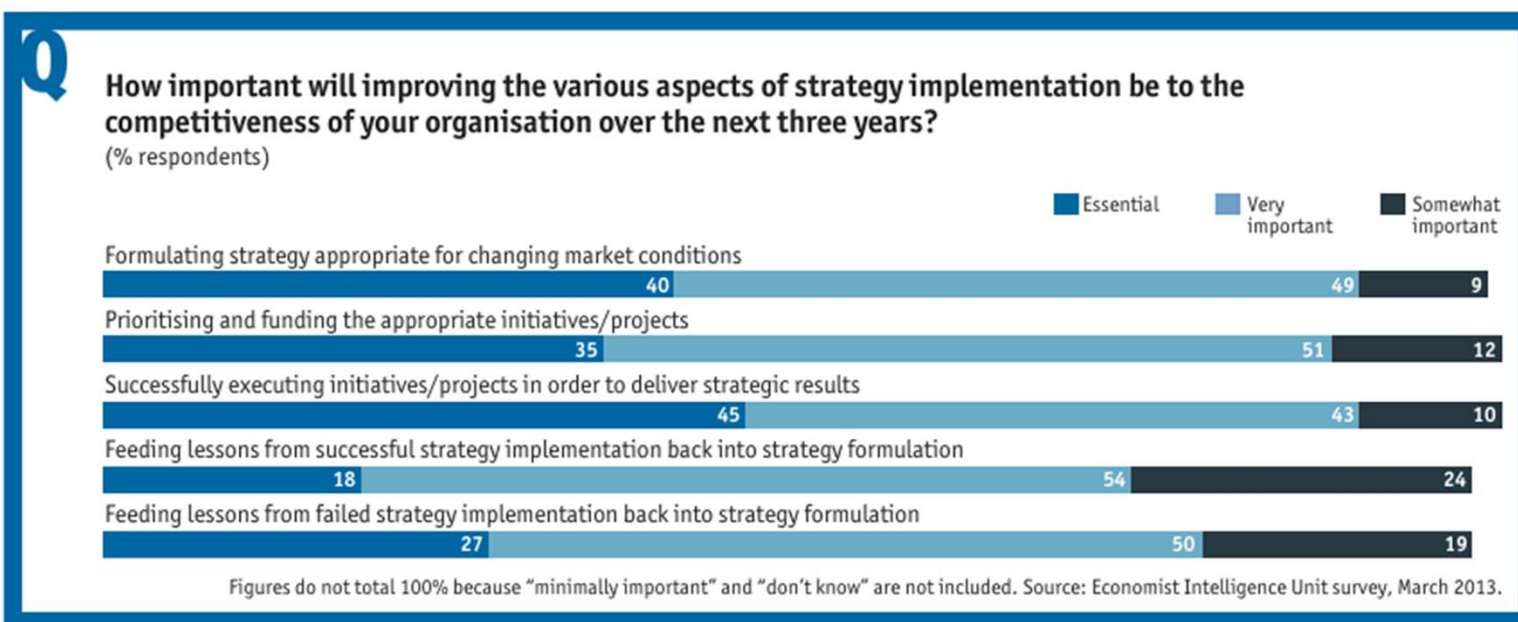 Q
How important will improving the various aspects of strategy implementation be to the
competitiveness of your organisation over the next three years?
(% respondents)
Essential
Very
important
Somewhat
important
Formulating strategy appropriate for changing market conditions
40 49 9
Prioritising and funding the appropriate initiatives/projects
35 51 12
Successfully executing initiatives/projects in order to deliver strategic results
45 43 10
Feeding lessons from successful strategy implementation back into strategy formulation
18 54 24
Feeding lessons from failed strategy implementation back into strategy formulation
27 50 19
Figures do not total 100% because “minimally important” and “don’t know” are not included. Source: Economist Intelligence Unit survey, March 2013.